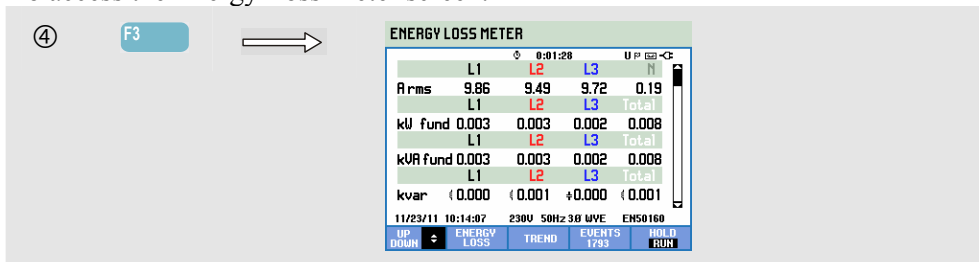 ④ F3
ENERGY LOSS METER
0:01:28 U
L1 L2 L3 N
A rms 9.86 9.49 9.72 0.19
L1 L2 L3 Total
kW fund 0.003 0.003 0.002 0.008
L1 L2 L3 Total
kVA fund 0.003 0.003 0.002 0.008
L1 L2 L3 Total
kvar 0.000 0.001 0.000 0.001
11/23/11 10:14:07 230V 50Hz 3.0 WYE EN50160
UP DOWN ENERGY LOSS TREND EVENTS 1793 HOLD RUN